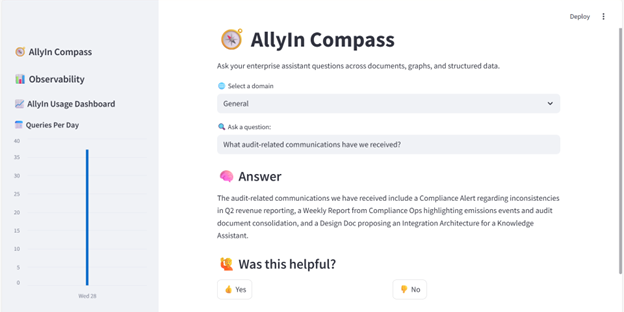 Deploy
AllyIn Compass
Observability
AllyIn Usage Dashboard
Queries Per Day
40
35
30
25
20
15
10
5
0
Wed 28
AllyIn Compass
Ask your enterprise assistant questions across documents, graphs, and structured data.
Select a domain
General
Ask a question:
What audit-related communications have we received?
Answer
The audit-related communications we have received include a Compliance Alert regarding inconsistencies
in Q2 revenue reporting, a Weekly Report from Compliance Ops highlighting emissions events and audit
document consolidation, and a Design Doc proposing an Integration Architecture for a Knowledge
Assistant.
Was this helpful?
Yes
No